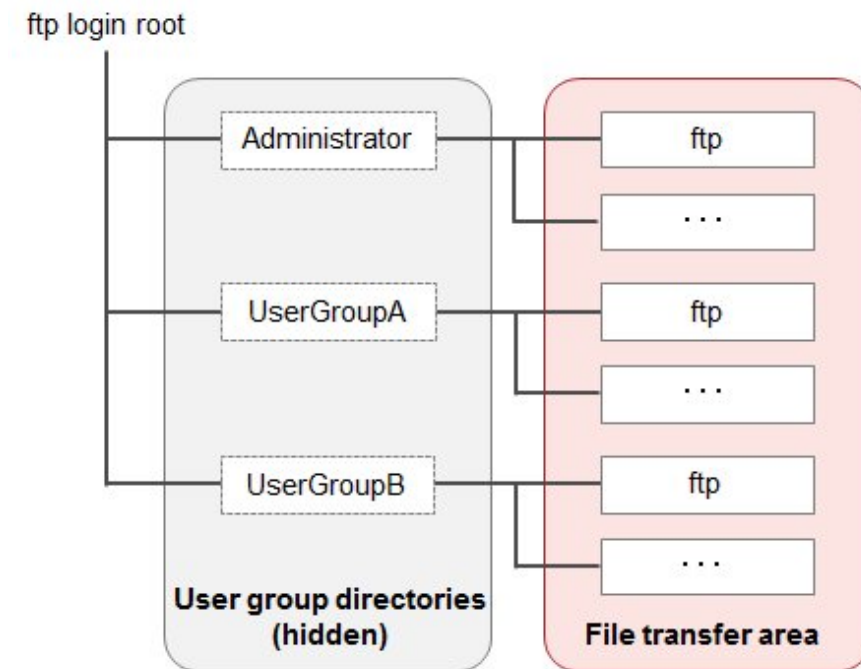 ftp login root
Administrator
ftp
...
UserGroupA
ftp
...
UserGroupB
ftp
...
User group directories
(hidden)
File transfer area